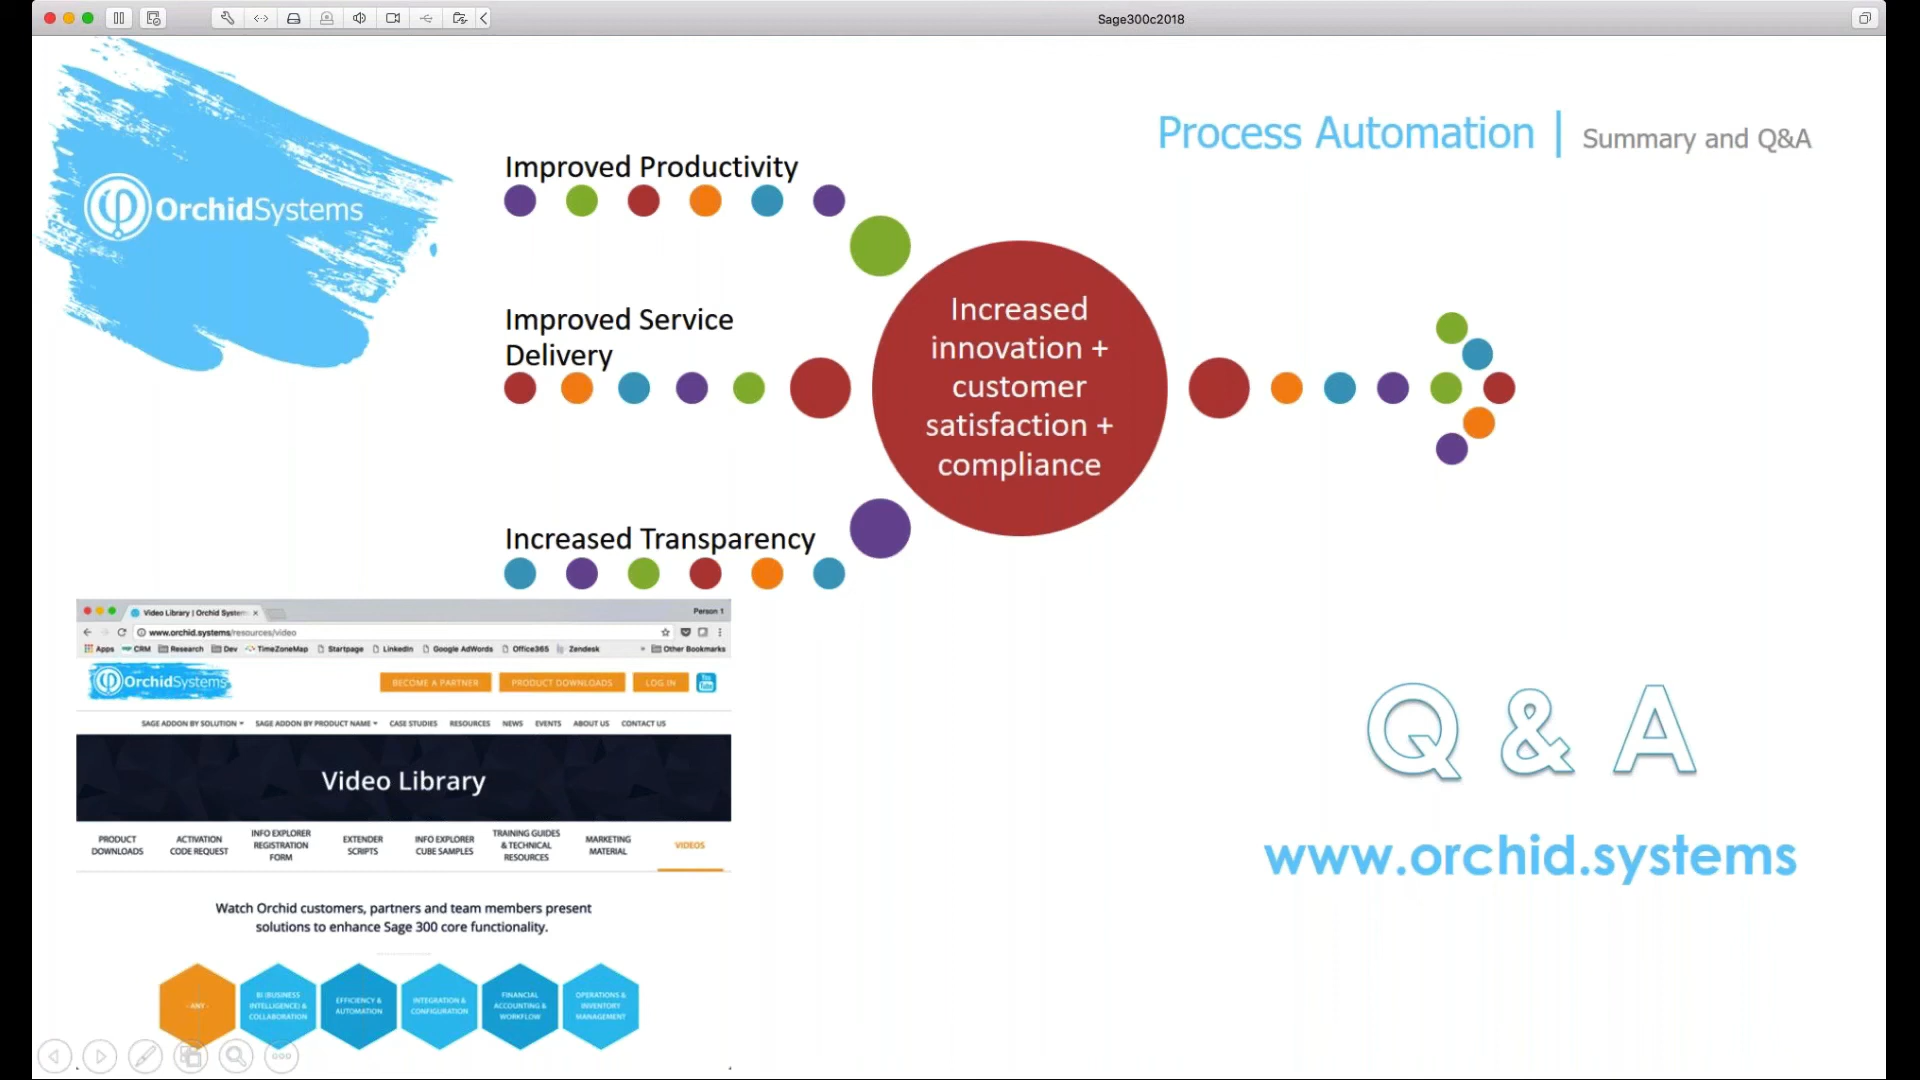 Sage300c2018
OrchidSystems
Process Automation | Summary and Q&A
Improved Productivity
Improved Service
Delivery
Increased Transparency
Increased
innovation +
customer
satisfaction +
compliance
Video Library | Orchid System
Person 1
www.orchid.systems/resources/video
Apps CRM Research Dev TimeZoneMap Startpage LinkedIn Google AdWords Office365 Zendesk » Other Bookmarks
OrchidSystems
BECOME A PARTNER PRODUCT DOWNLOADS LOG IN You Tube
SAGE ADDON BY SOLUTION SAGE ADDON BY PRODUCT NAME CASE STUDIES RESOURCES NEWS EVENTS ABOUT US CONTACT US
Video Library
PRODUCT
DOWNLOADS
ACTIVATION
CODE REQUEST
INFO EXPLORER
REGISTRATION
FORM
EXTENDER
SCRIPTS
INFO EXPLORER
CUBE SAMPLES
TRAINING GUIDES
& TECHNICAL
RESOURCES
MARKETING
MATERIAL
VIDEOS
Watch Orchid customers, partners and team members present
solutions to enhance Sage 300 core functionality.
- ANY -
BI (BUSINESS
INTELLIGENCE) &
COLLABORATION
EFFICIENCY &
AUTOMATION
INTEGRATION &
CONFIGURATION
FINANCIAL
ACCOUNTING &
WORKFLOW
OPERATIONS &
INVENTORY
MANAGEMENT
Q & A
www.orchid.systems